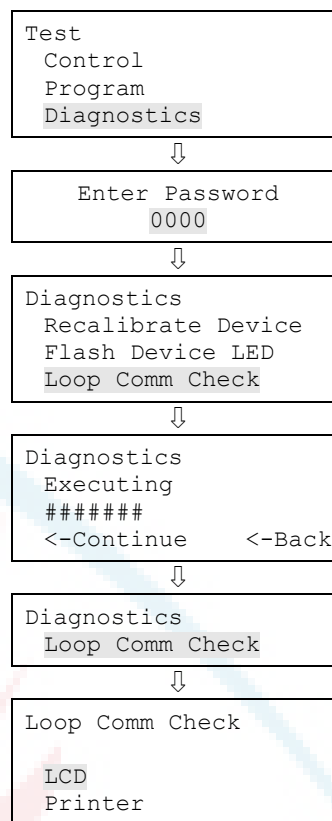 Test
Control
Program
Diagnostics
⇩
Enter Password
0000
⇩
Diagnostics
Recalibrate Device
Flash Device LED
Loop Comm Check
⇩
Diagnostics
Executing
#######
<-Continue <-Back
⇩
Diagnostics
Loop Comm Check
⇩
Loop Comm Check
LCD
Printer